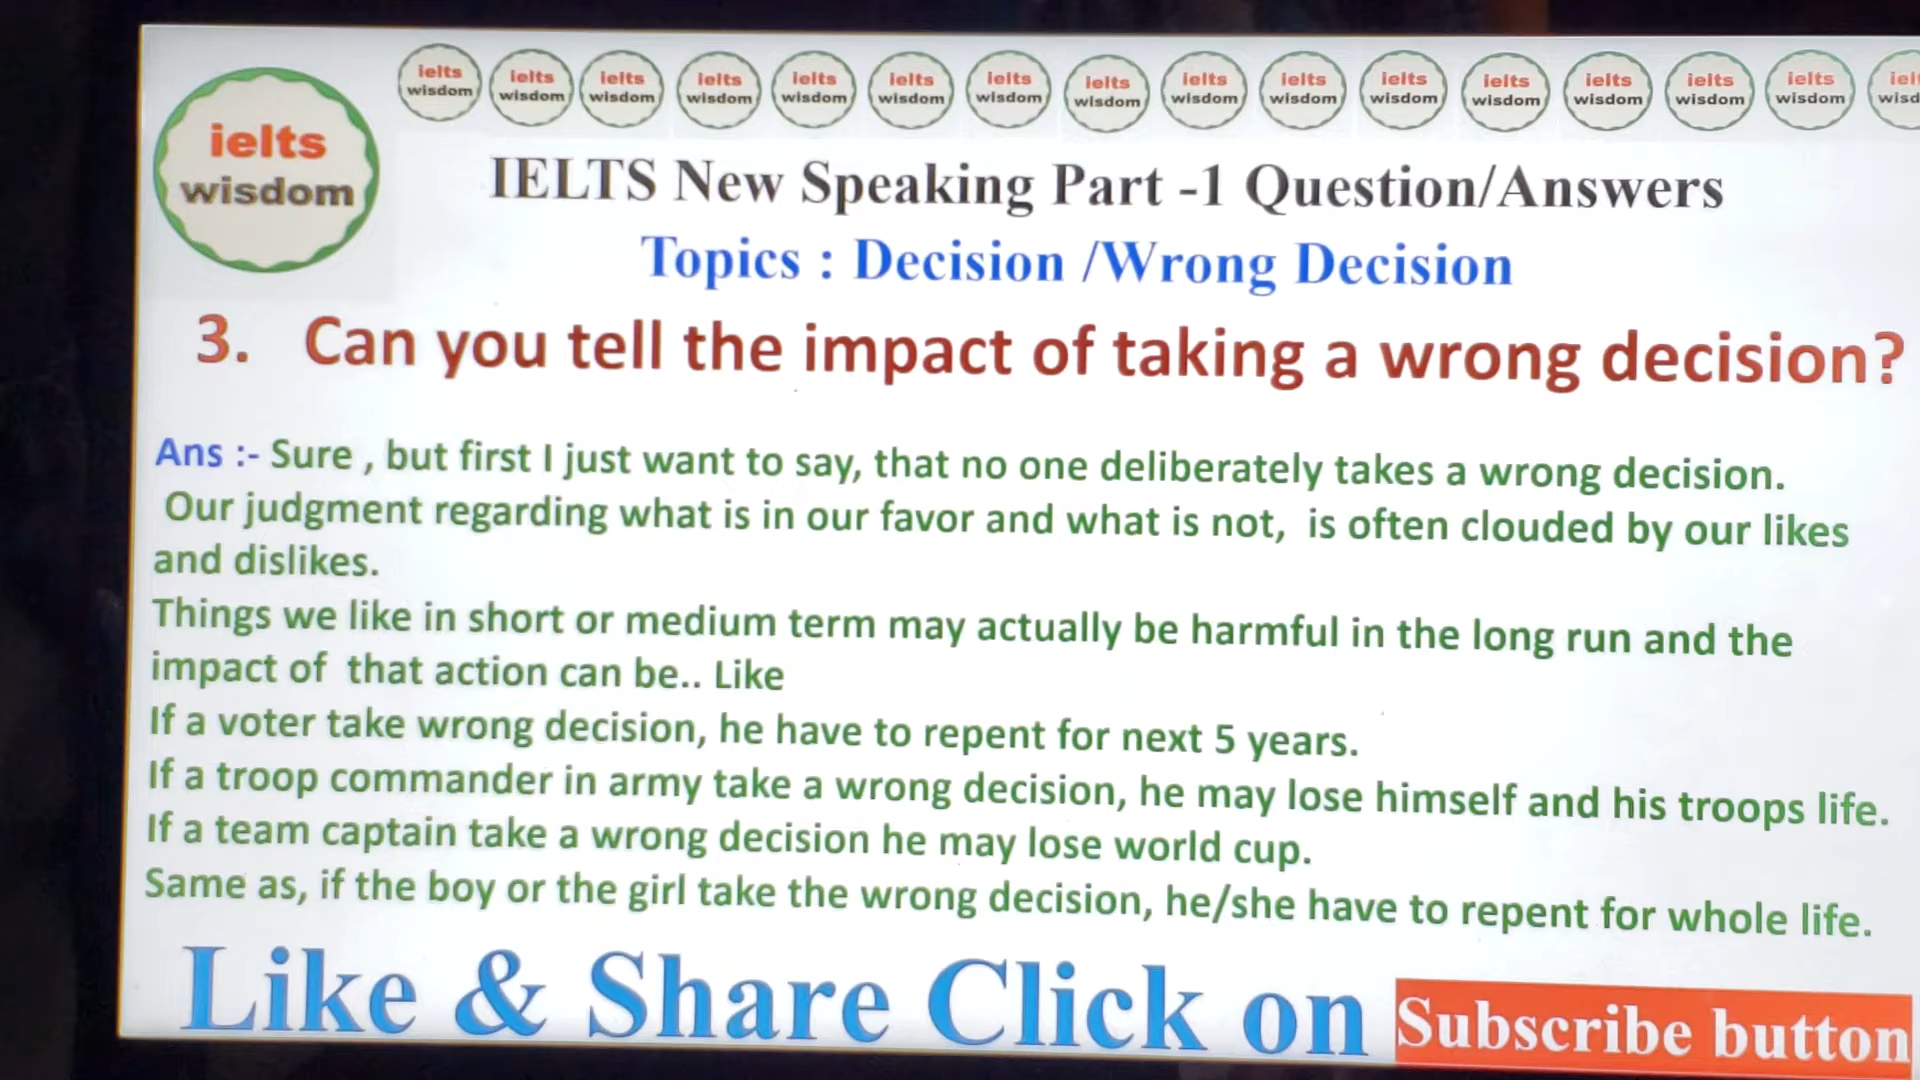 ielts wisdom ielts wisdom ielts wisdom ielts wisdom ielts wisdom ielts wisdom ielts wisdom ielts wisdom ielts wisdom ielts wisdom ielts wisdom ielts wisdom ielts wisdom ielts wisdom ielts wisdom
ielts
wisdom
IELTS New Speaking Part -1 Question/Answers
Topics : Decision /Wrong Decision
3. Can you tell the impact of taking a wrong decision?
Ans :- Sure , but first I just want to say, that no one deliberately takes a wrong decision.
Our judgment regarding what is in our favor and what is not, is often clouded by our likes
and dislikes.
Things we like in short or medium term may actually be harmful in the long run and the
impact of that action can be.. Like
If a voter take wrong decision, he have to repent for next 5 years.
If a troop commander in army take a wrong decision, he may lose himself and his troops life.
If a team captain take a wrong decision he may lose world cup.
Same as, if the boy or the girl take the wrong decision, he/she have to repent for whole life.
Like & Share Click on Subscribe button